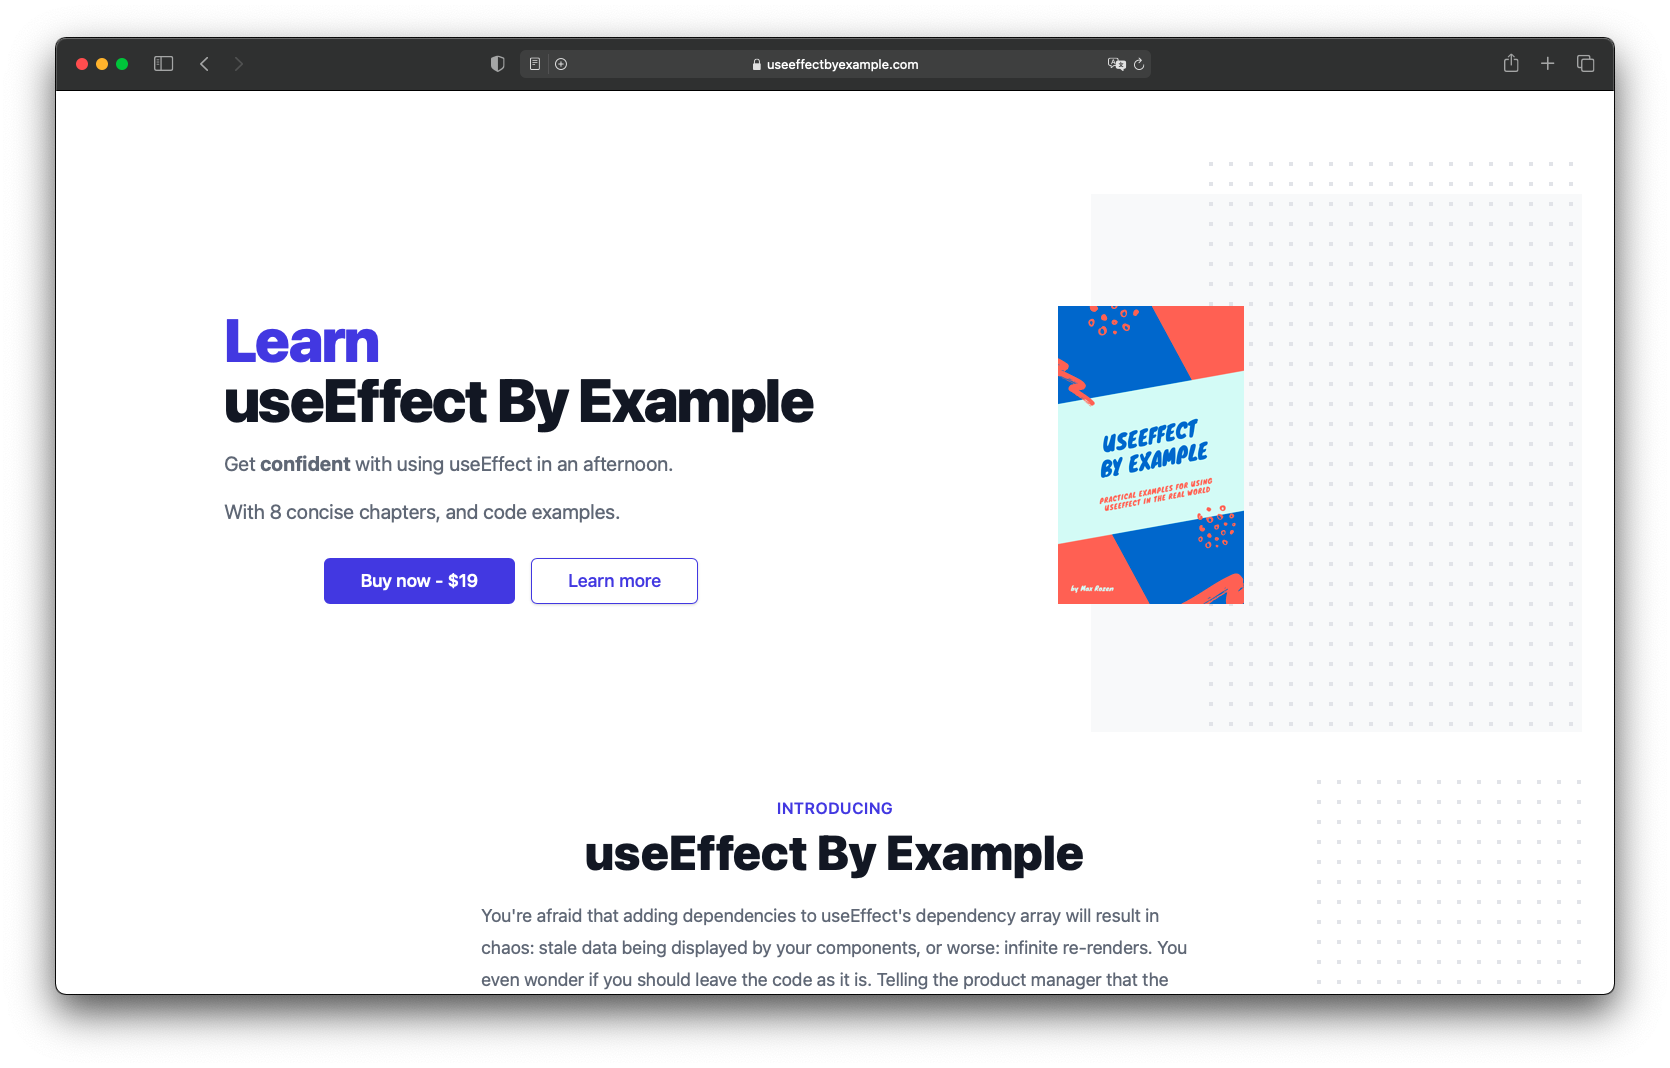 useeffectbyexample.com
Learn
useEffect By Example
Get confident with using useEffect in an afternoon.
With 8 concise chapters, and code examples.
Buy now - $19
Learn more
USEEFFECT
BY EXAMPLE
PRACTICAL EXAMPLES FOR USING
USEEFFECT IN THE REAL WORLD
by Max Rozen
INTRODUCING
useEffect By Example
You're afraid that adding dependencies to useEffect's dependency array will result in
chaos: stale data being displayed by your components, or worse: infinite re-renders. You
even wonder if you should leave the code as it is. Telling the product manager that the